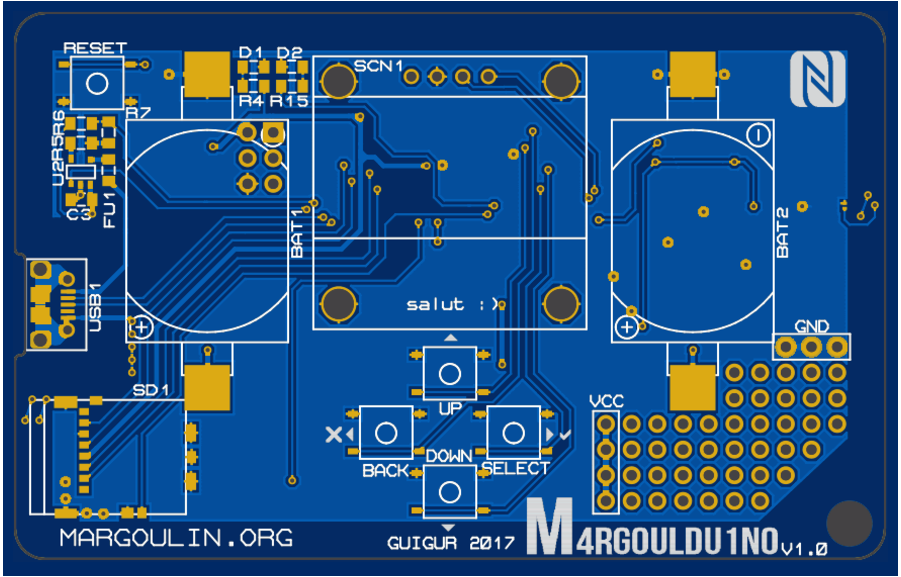 RESET
D1 D2
SCN1
R4 R15
R7
R6
R5
U2
C3
FU1
BAT1
BAT2
USB1
salut :)
GND
SD1
UP
VCC
BACK
DOWN
SELECT
MARGOULIN.ORG
GUIGUR 2017
M4RGOULDU1NO V1.0